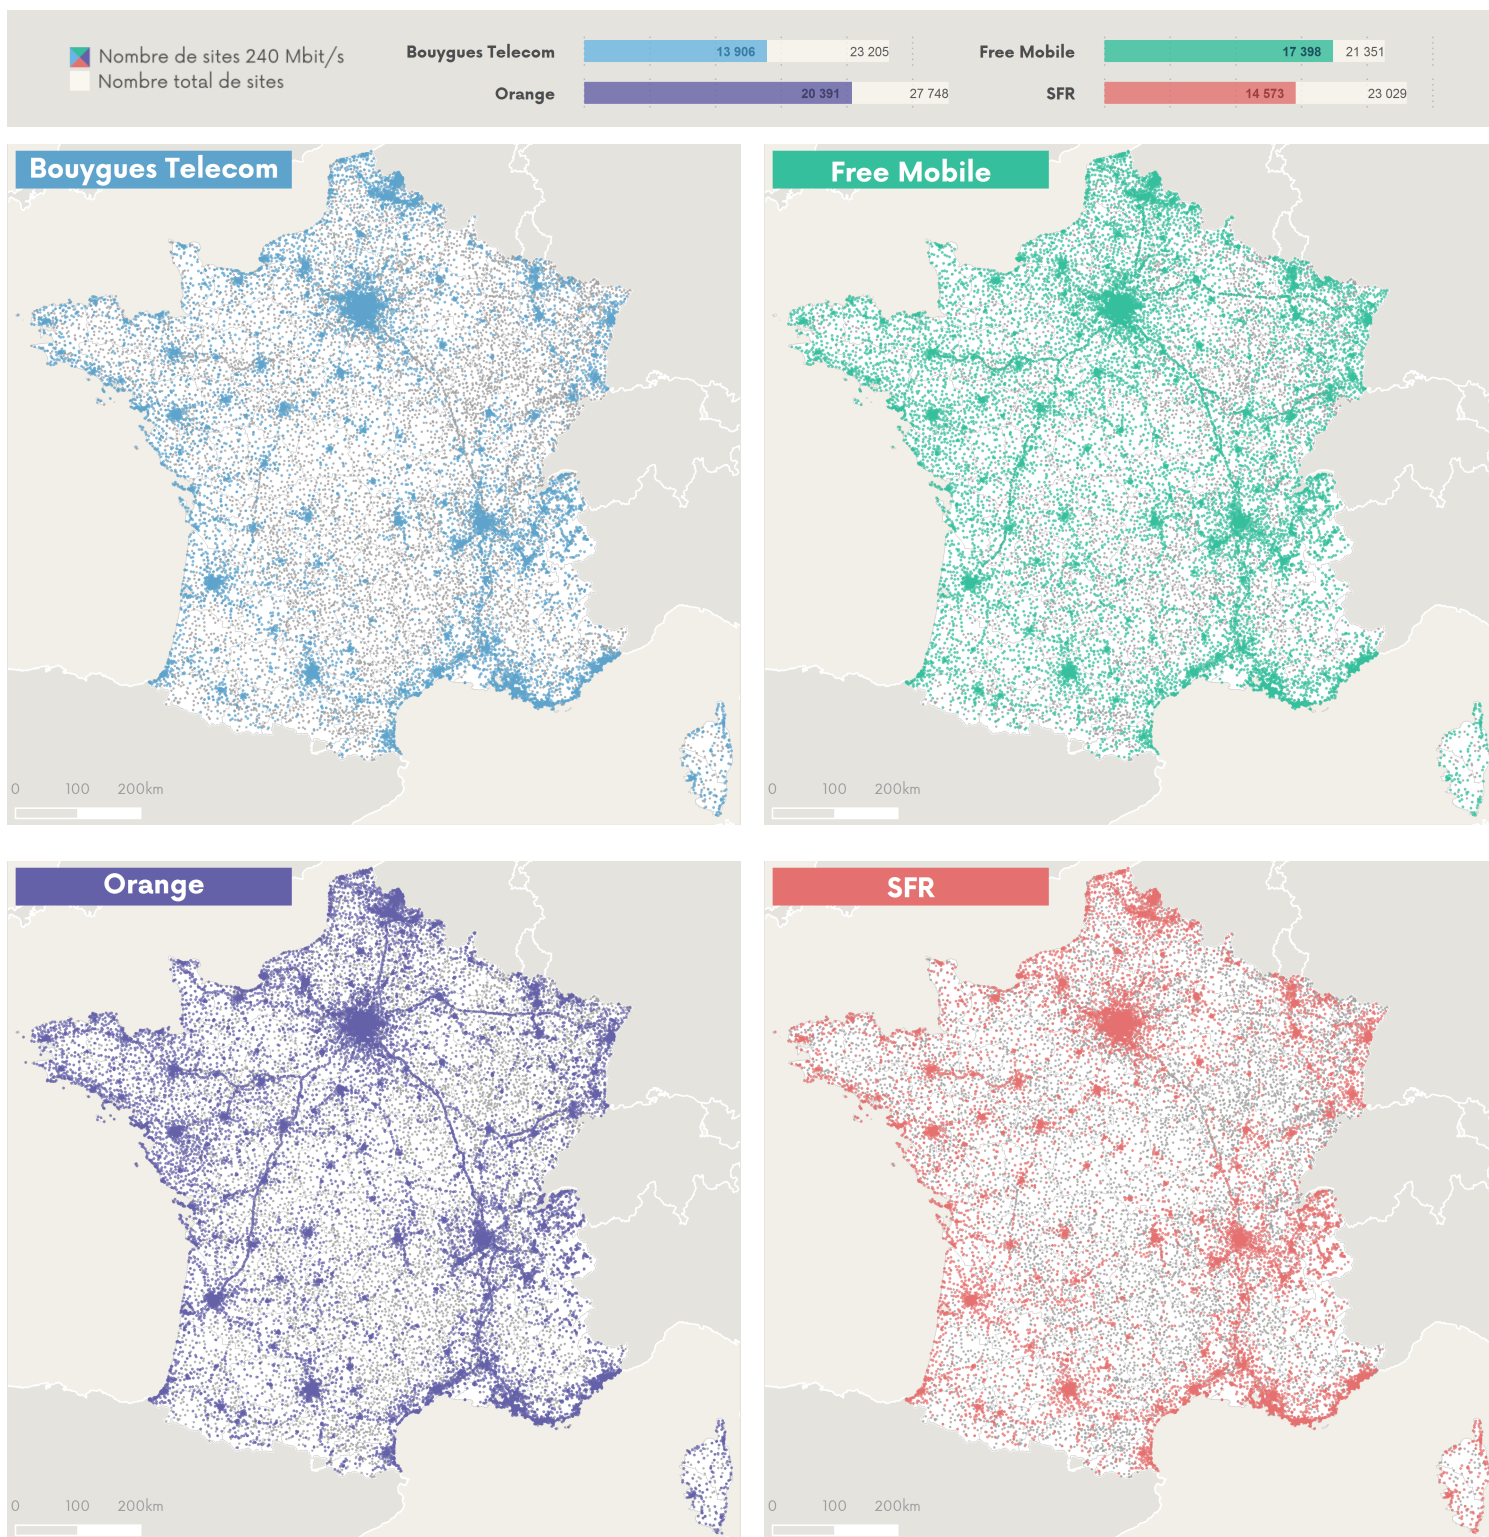 Nombre de sites 240 Mbit/s
Nombre total de sites
Bouygues Telecom 13 906 23 205
Orange 20 391 27 748
Free Mobile 17 398 21 351
SFR 14 573 23 029
Bouygues Telecom
0 100 200km
Free Mobile
0 100 200km
Orange
0 100 200km
SFR
0 100 200km